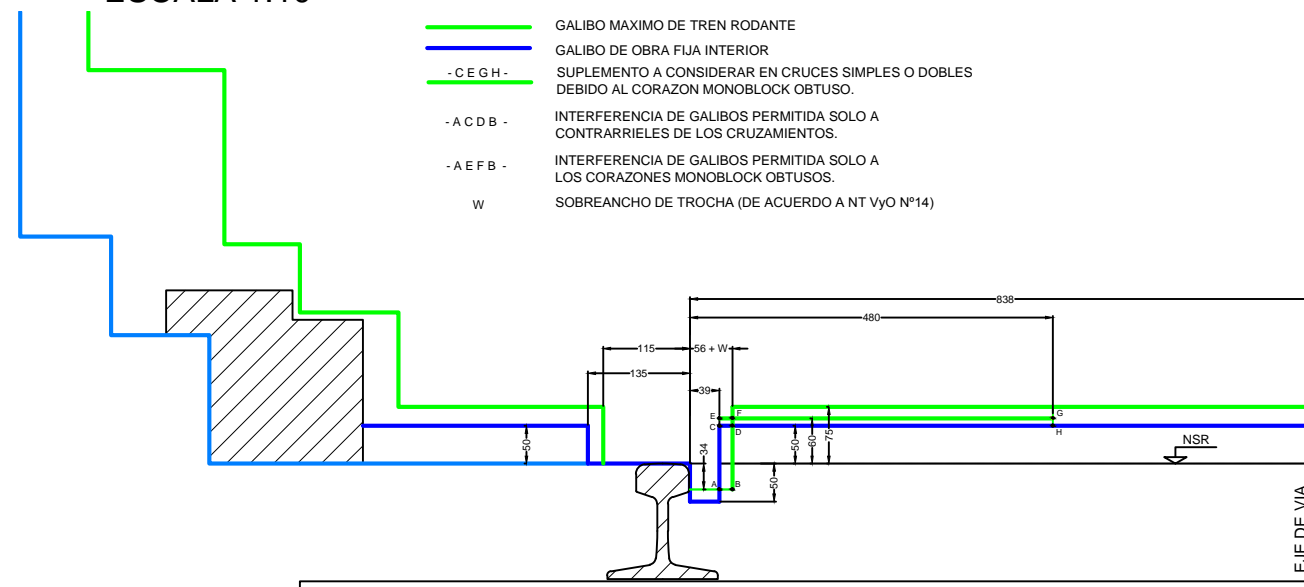 GALIBO MAXIMO DE TREN RODANTE
GALIBO DE OBRA FIJA INTERIOR
- C E G H -
SUPLEMENTO A CONSIDERAR EN CRUCES SIMPLES O DOBLES
DEBIDO AL CORAZON MONOBLOCK OBTUSO.
- A C D B -
INTERFERENCIA DE GALIBOS PERMITIDA SOLO A
CONTRARRIELES DE LOS CRUZAMIENTOS.
- A E F B -
INTERFERENCIA DE GALIBOS PERMITIDA SOLO A
LOS CORAZONES MONOBLOCK OBTUSOS.
W
SOBREANCHO DE TROCHA (DE ACUERDO A NT VyO Nº14)
838
480
115
56 + W
135
39
E
F
G
C
D
H
50
34
50
60
75
NSR
A
B
50
EJE DE VIA